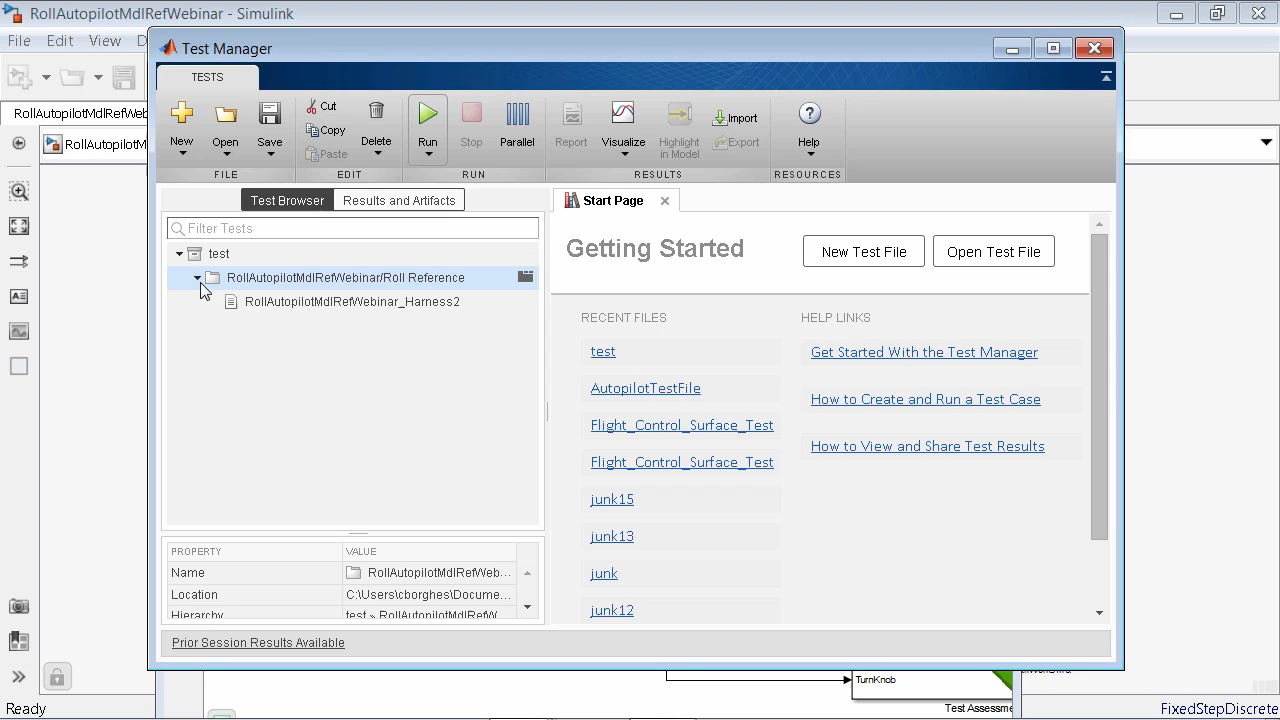 RollAutopilotMdlRefWebinar - Simulink
File Edit View
Test Manager
TESTS
New Open Save
FILE
Cut
Copy
Paste
Delete
EDIT
Run Stop Parallel
RUN
Report Visualize Highlight in Model
Import
Export
RESULTS
Help
RESOURCES
RollAutopilotMdlRefWeb
RollAutopilotM
Test Browser Results and Artifacts
Filter Tests
test
RollAutopilotMdlRefWebinar/Roll Reference
RollAutopilotMdlRefWebinar_Harness2
Start Page
Getting Started
New Test File Open Test File
RECENT FILES
test
AutopilotTestFile
Flight_Control_Surface_Test
Flight_Control_Surface_Test
junk15
junk13
junk
junk12
HELP LINKS
Get Started With the Test Manager
How to Create and Run a Test Case
How to View and Share Test Results
PROPERTY VALUE
Name RollAutopilotMdlRefWeb...
Location C:\Users\cborghes\Docume...
Hierarchy test » RollAutopilotMdlRefW
Prior Session Results Available
TurnKnob
Test Assessme
Ready
FixedStepDiscrete